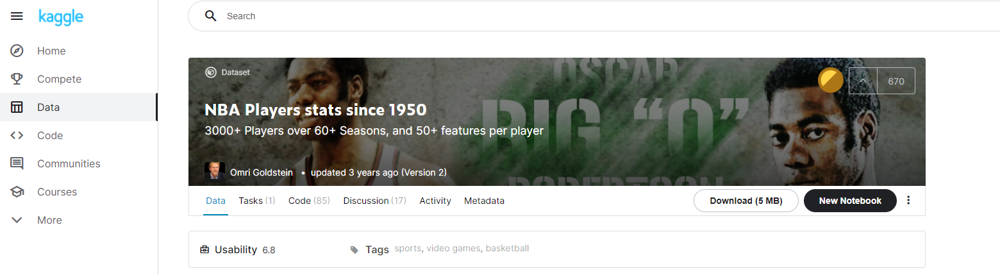 kaggle
Home
Compete
Data
Code
Communities
Courses
More
Search
Dataset
670
NBA Players stats since 1950
3000+ Players over 60+ Seasons, and 50+ features per player
OSCAR
BIG “O”
ROBERTSON
Omri Goldstein • updated 3 years ago (Version 2)
Data Tasks (1) Code (85) Discussion (17) Activity Metadata Download (5 MB) New Notebook
Usability 6.8 Tags sports, video games, basketball